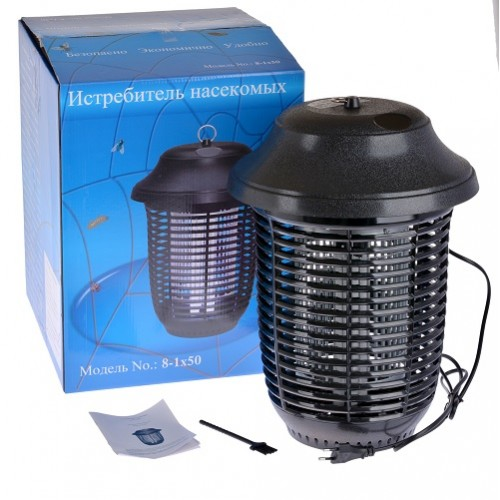 Безопасно Экономично Удобно
Модель No.: 8-1x50
Истребитель насекомых
Модель No.: 8-1x50